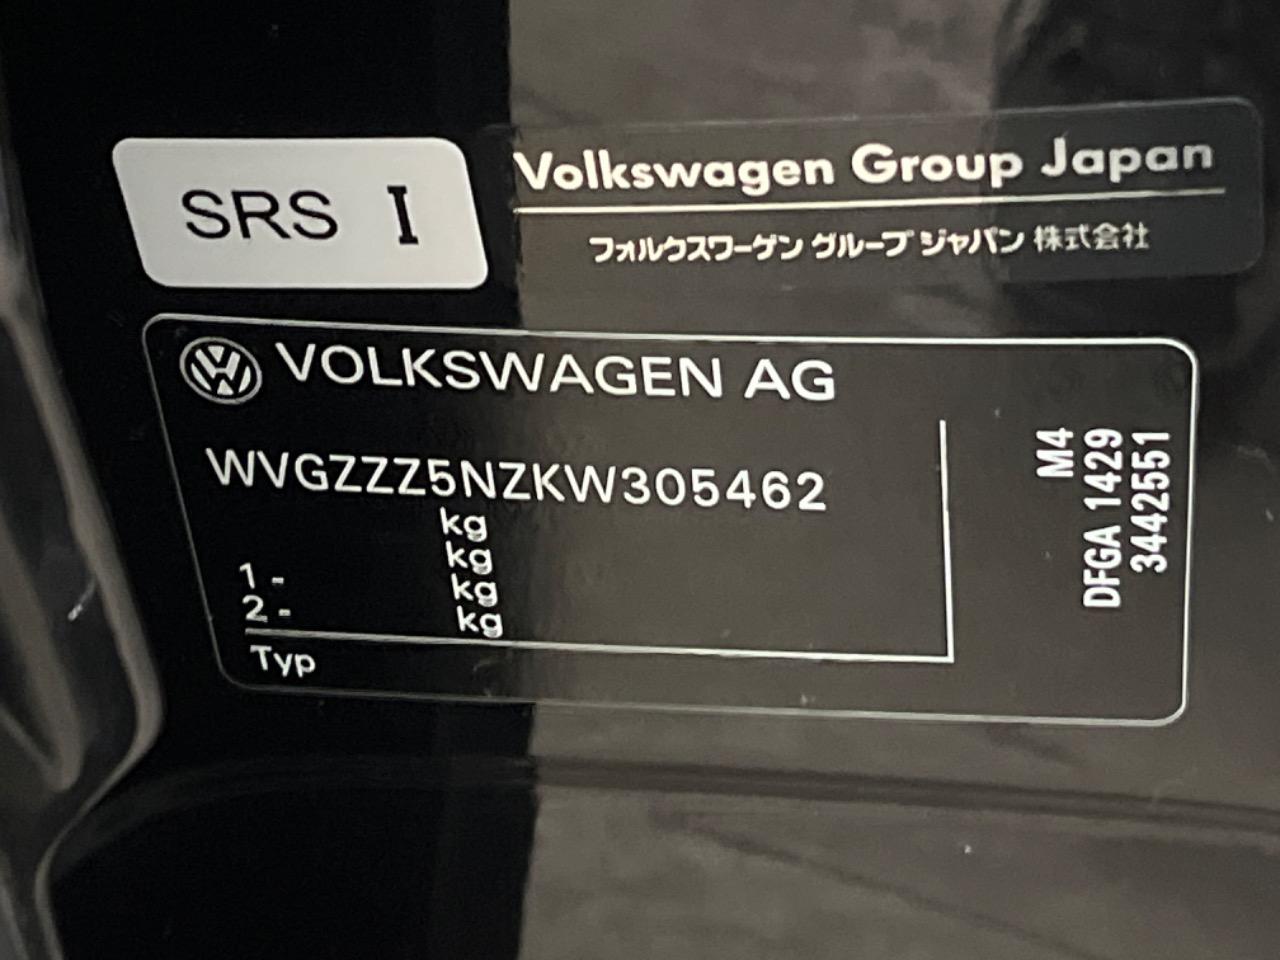 SRS I
Volkswagen Group Japan
フォルクスワーゲン グループ ジャパン 株式会社
VOLKSWAGEN AG
WVGZZZ5NZKW305462
kg
kg
1 - kg
2 - kg
Typ
M4
DFGA 1429
3442551